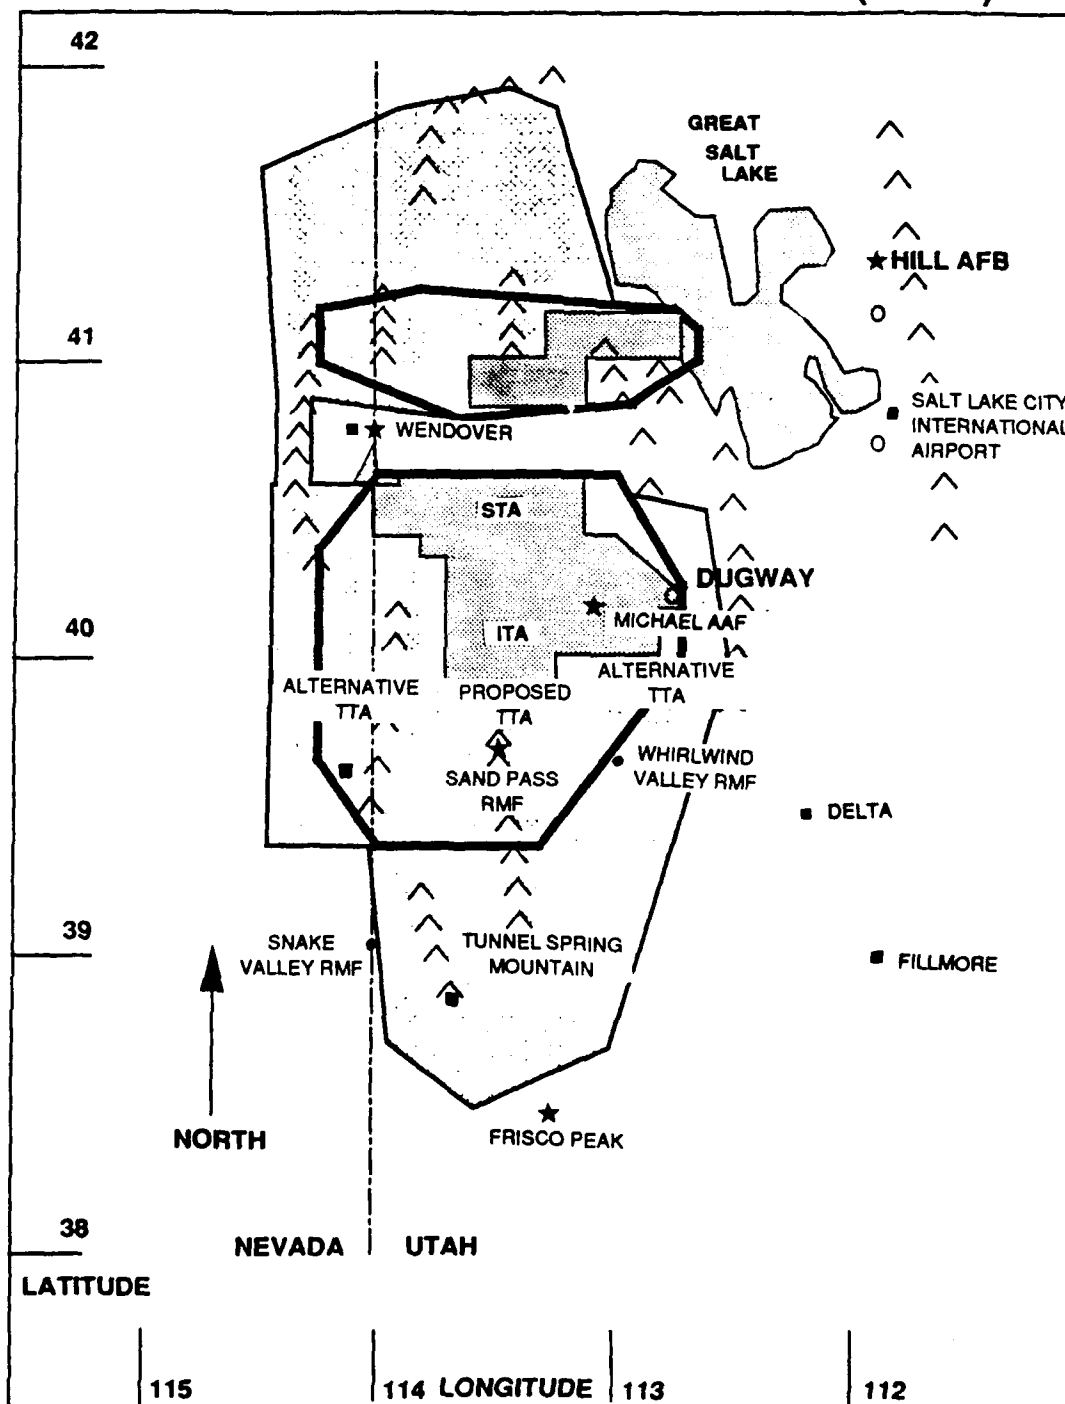 42
GREAT
SALT
LAKE
HILL AFB
41
SALT LAKE CITY
INTERNATIONAL
AIRPORT
WENDOVER
STA
DUGWAY
MICHAEL AAF
40
ITA
ALTERNATIVE
TTA
PROPOSED
TTA
ALTERNATIVE
TTA
WHIRLWIND
VALLEY RMF
SAND PASS
RMF
DELTA
39
SNAKE
VALLEY RMF
TUNNEL SPRING
MOUNTAIN
FILLMORE
NORTH
FRISCO PEAK
38
NEVADA
UTAH
LATITUDE
115
114
LONGITUDE
113
112